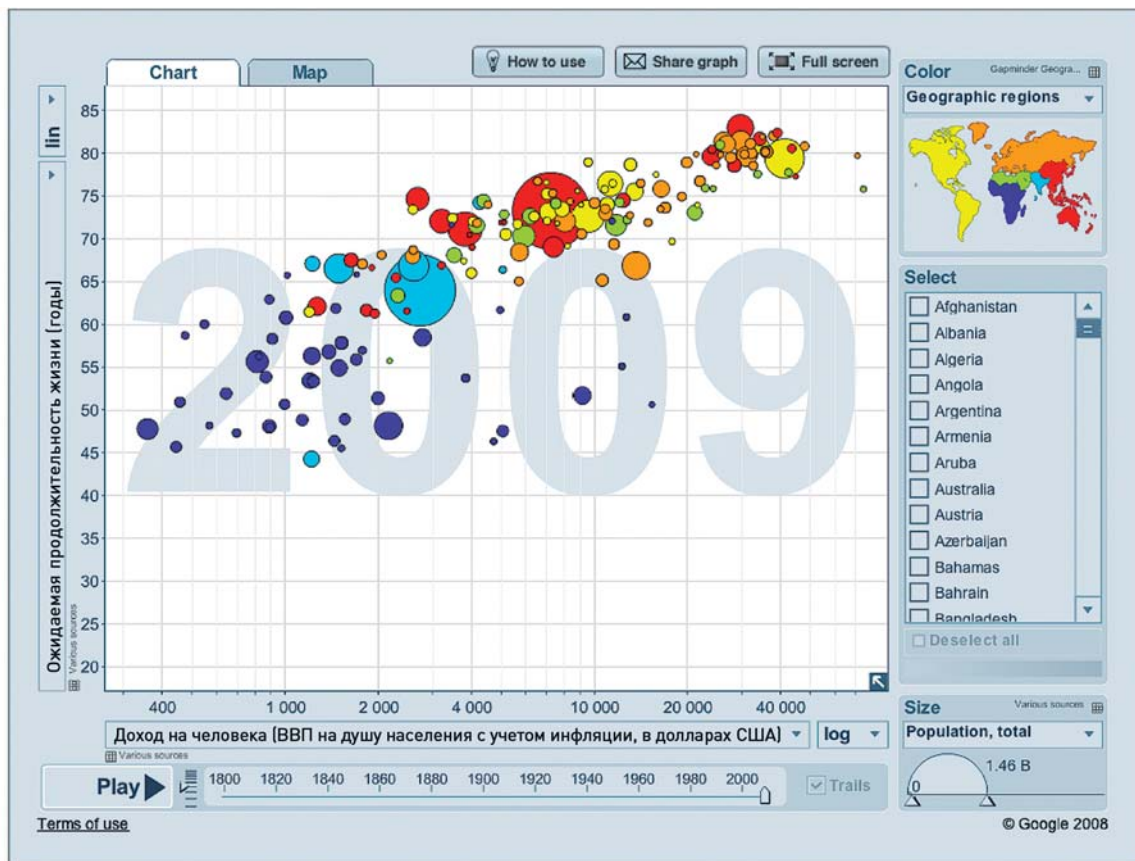 Chart
Map
How to use
Share graph
Full screen
lin
Ожидаемая продолжительность жизни (годы)
Various sources
85
80
75
70
65
60
55
50
45
40
35
30
25
20
2009
400
1 000
2 000
4 000
10 000
20 000
40 000
Доход на человека (ВВП на душу населения с учетом инфляции, в долларах США)
log
Various sources
Play
1800
1820
1840
1860
1880
1900
1920
1940
1960
1980
2000
Trails
Terms of use
Color
Gapminder Geogra...
Geographic regions
Select
Afghanistan
Albania
Algeria
Angola
Argentina
Armenia
Aruba
Australia
Austria
Azerbaijan
Bahamas
Bahrain
Bangladesh
Deselect all
Size
Various sources
Population, total
1.46 B
0
© Google 2008